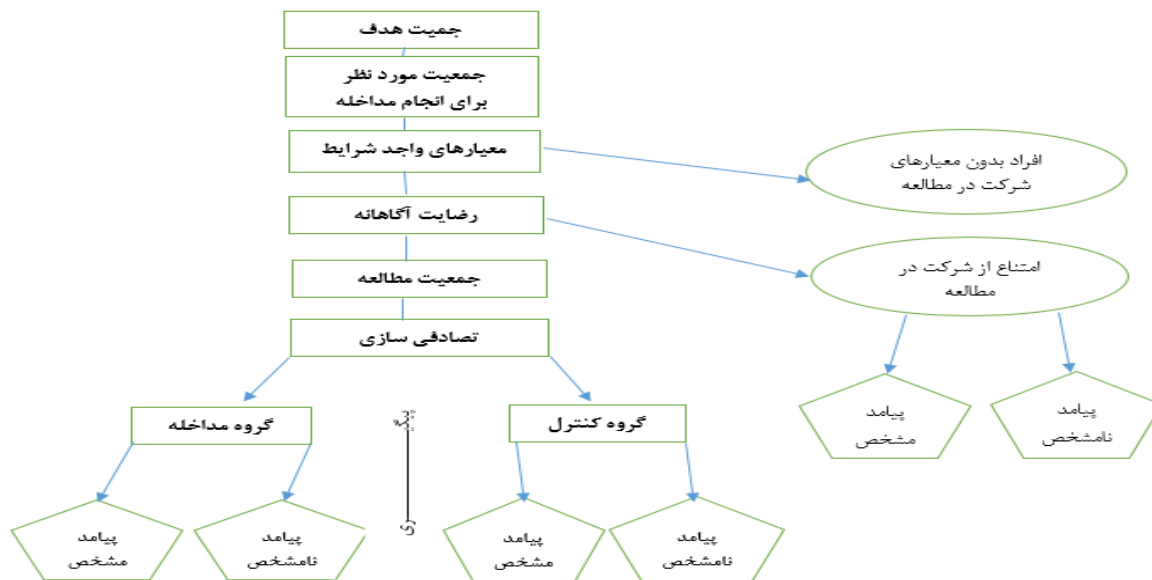 جمیت هدف
جمعیت مورد نظر
برای انجام مداخله
معیارهای واجد شرایط
افراد بدون معیارهای
شرکت در مطالعه
رضایت آگاهانه
امتناع از شرکت در
مطالعه
جمعیت مطالعه
تصادفی سازی
پیامد
نامشخص
پیامد
مشخص
گروه کنترل
گروه مداخله
پیگیـــــــــری
پیامد
نامشخص
پیامد
مشخص
پیامد
نامشخص
پیامد
مشخص